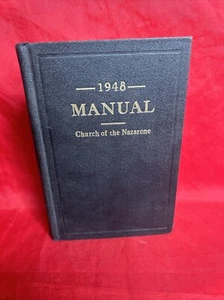 1948
MANUAL
Church of the Nazarene